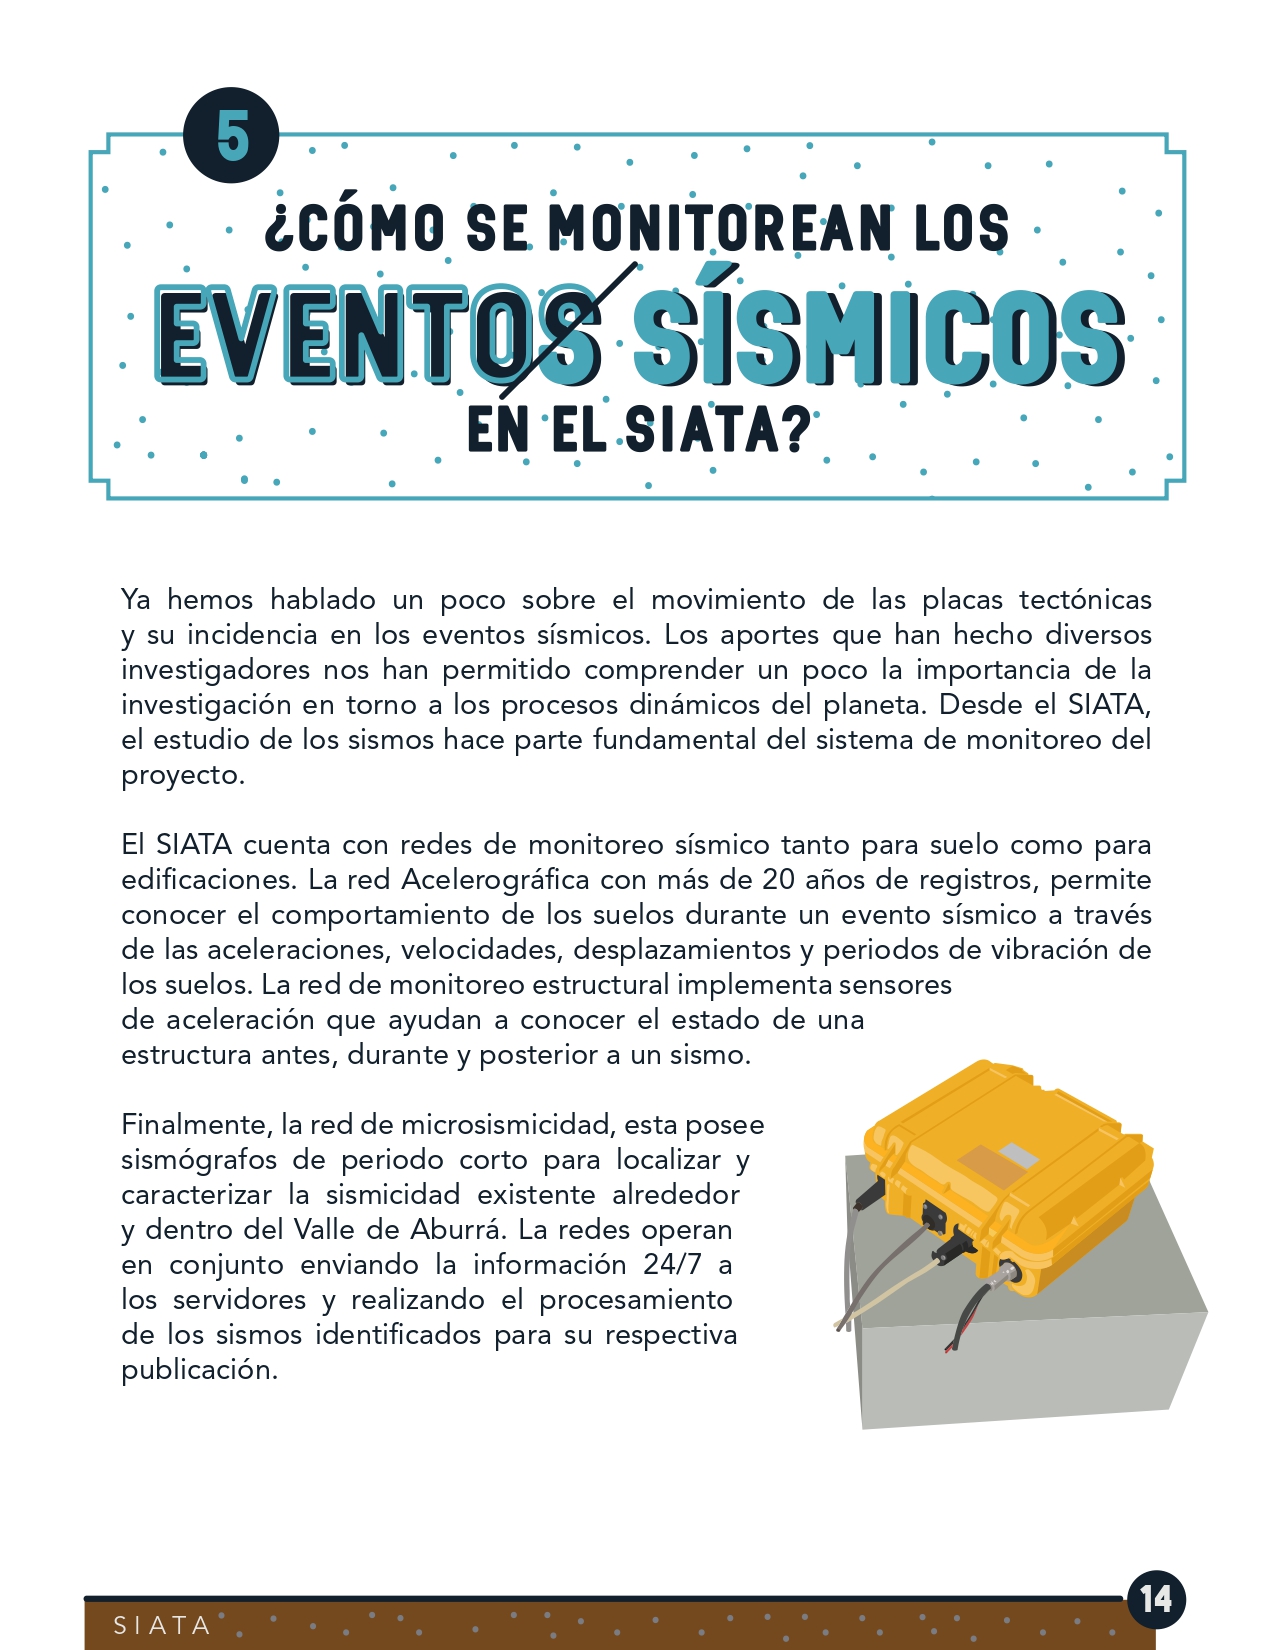 5
¿CÓMO SE MONITOREAN LOS
EVENTOS SÍSMICOS
EN EL SIATA?
Ya hemos hablado un poco sobre el movimiento de las placas tectónicas
y su incidencia en los eventos sísmicos. Los aportes que han hecho diversos
investigadores nos han permitido comprender un poco la importancia de la
investigación en torno a los procesos dinámicos del planeta. Desde el SIATA,
el estudio de los sismos hace parte fundamental del sistema de monitoreo del
proyecto.
El SIATA cuenta con redes de monitoreo sísmico tanto para suelo como para
edificaciones. La red Acelerográfica con más de 20 años de registros, permite
conocer el comportamiento de los suelos durante un evento sísmico a través
de las aceleraciones, velocidades, desplazamientos y periodos de vibración de
los suelos. La red de monitoreo estructural implementa sensores
de aceleración que ayudan a conocer el estado de una
estructura antes, durante y posterior a un sismo.
Finalmente, la red de microsismicidad, esta posee
sismógrafos de periodo corto para localizar y
caracterizar la sismicidad existente alrededor
y dentro del Valle de Aburrá. La redes operan
en conjunto enviando la información 24/7 a
los servidores y realizando el procesamiento
de los sismos identificados para su respectiva
publicación.
SIATA
14